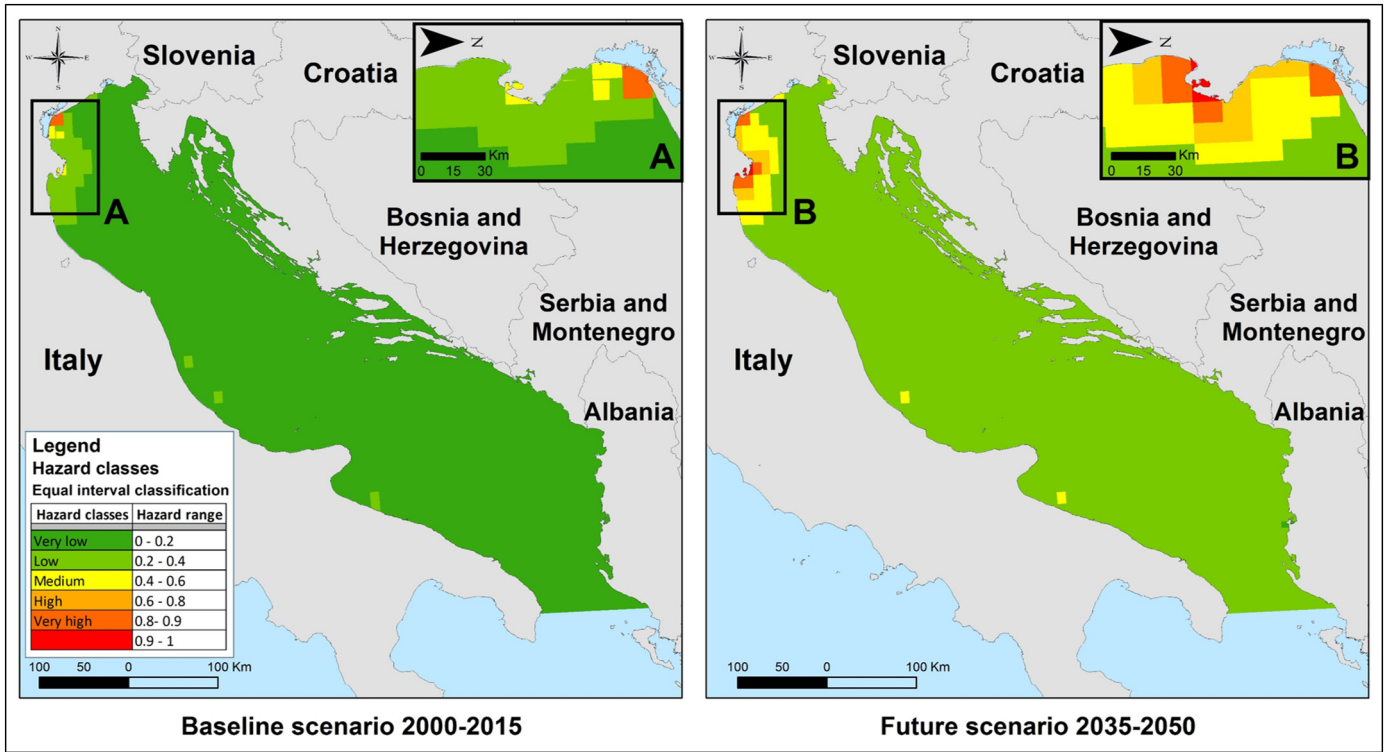 Slovenia
Croatia
N
W
E
S
N
A
Km
0 15 30
A
Bosnia and
Herzegovina
Serbia and
Montenegro
Italy
Albania
Legend
Hazard classes
Equal interval classification
Hazard classes Hazard range
Very low 0 - 0.2
Low 0.2 - 0.4
Medium 0.4 - 0.6
High 0.6 - 0.8
Very high 0.8- 0.9
0.9 - 1
100 50 0 100 Km
Baseline scenario 2000-2015
Slovenia
Croatia
N
W
E
S
N
B
Km
0 15 30
B
Bosnia and
Herzegovina
Serbia and
Montenegro
Italy
Albania
100 50 0 100 Km
Future scenario 2035-2050